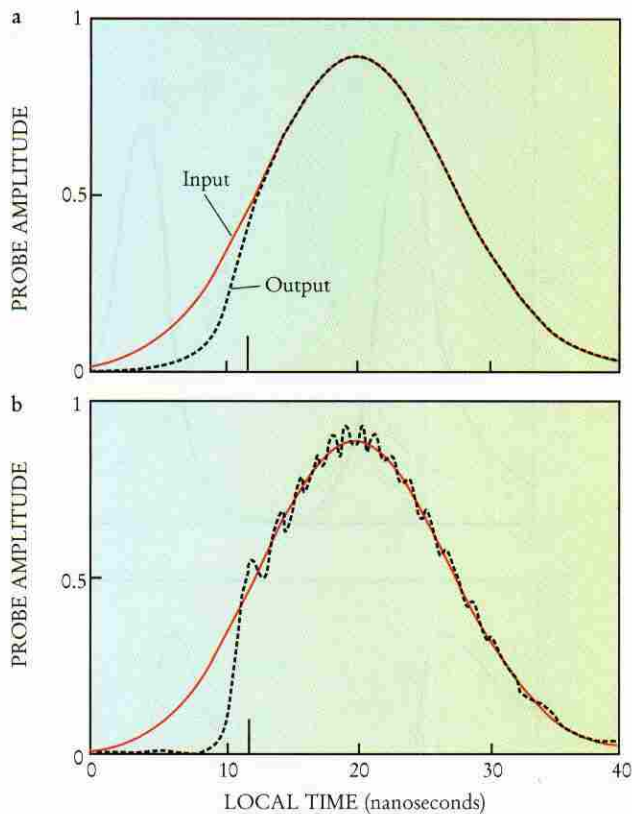 a
1
PROBE AMPLITUDE
0.5
0
Input
Output
b
1
PROBE AMPLITUDE
0.5
0
0
10
20
30
40
LOCAL TIME (nanoseconds)